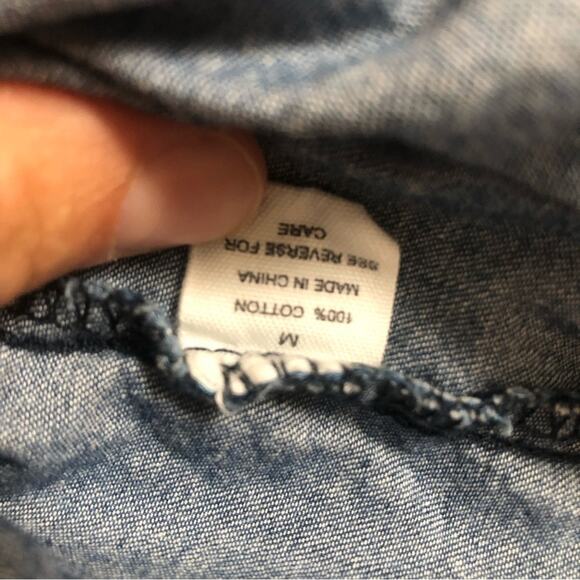 M
100% COTTON
MADE IN CHINA
SEE REVERSE FOR
CARE